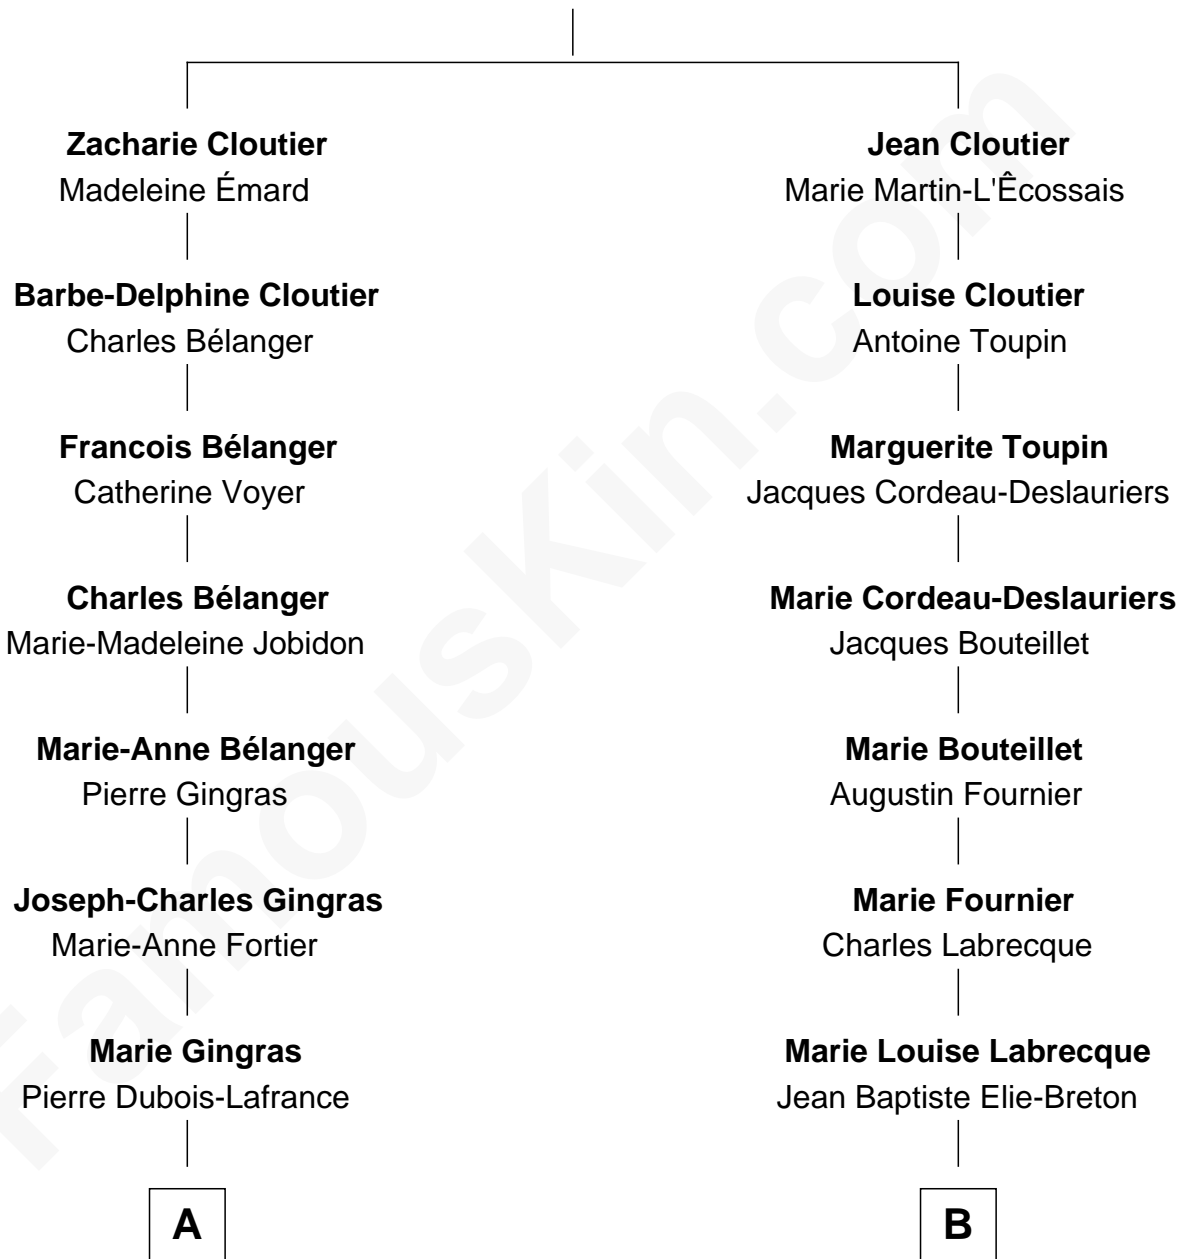 Zacharie Cloutier
Madeleine Émard
Barbe-Delphine Cloutier
Charles Bélanger
Francois Bélanger
Catherine Voyer
Charles Bélanger
Marie-Madeleine Jobidon
Marie-Anne Bélanger
Pierre Gingras
Joseph-Charles Gingras
Marie-Anne Fortier
Marie Gingras
Pierre Dubois-Lafrance
A
Jean Cloutier
Marie Martin-L'Êcossais
Louise Cloutier
Antoine Toupin
Marguerite Toupin
Jacques Cordeau-Deslauriers
Marie Cordeau-Deslauriers
Jacques Bouteillet
Marie Bouteillet
Augustin Fournier
Marie Fournier
Charles Labrecque
Marie Louise Labrecque
Jean Baptiste Elie-Breton
B
FamousKin.com